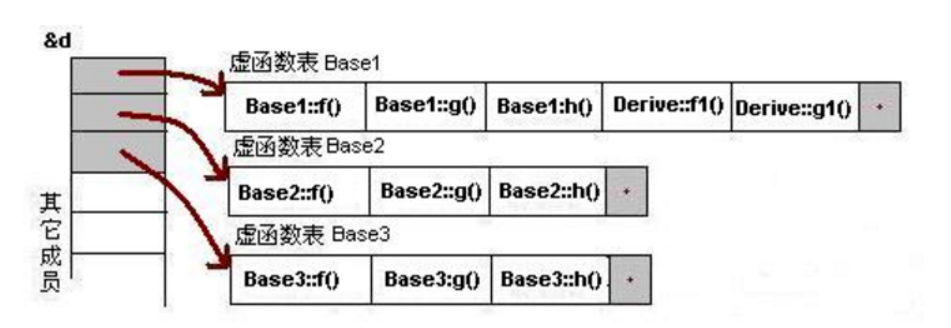 &d
虚函数表 Base1
Base1::f() Base1::g() Base1:h() Derive::f1() Derive::g1()
虚函数表 Base2
Base2::f() Base2::g() Base2::h()
虚函数表 Base3
Base3::f() Base3:g() Base3::h()
其它成员